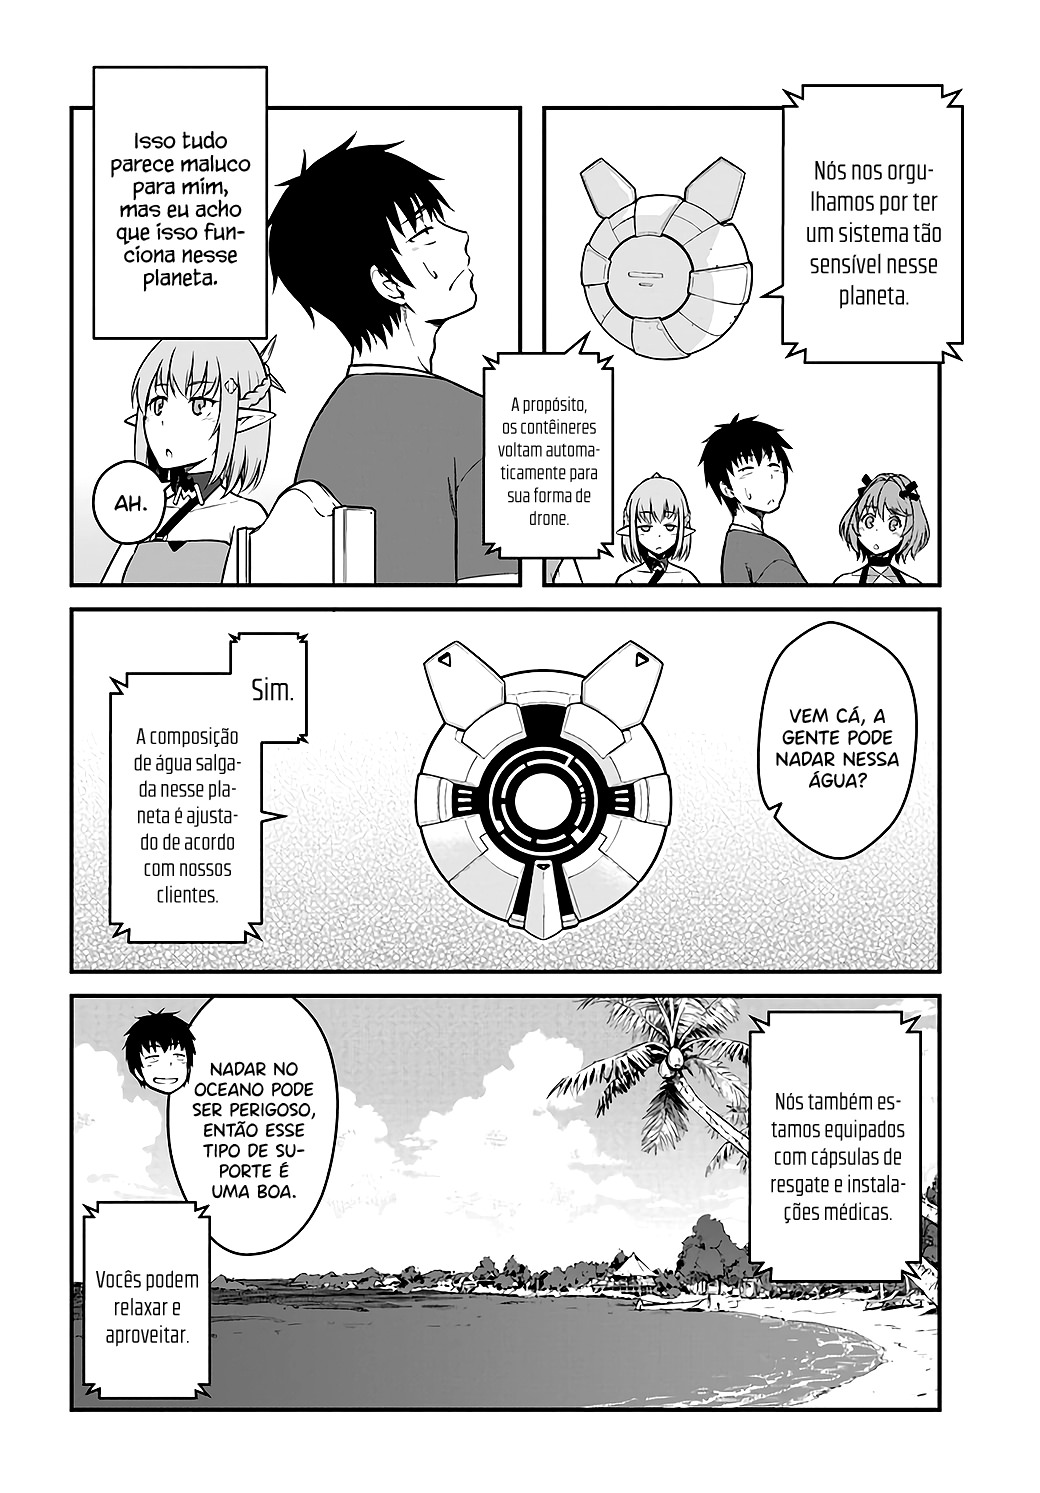 Nós nos orgu-
lhamos por ter
um sistema tão
sensível nesse
planeta.
A propósito,
os contêineres
voltam automa-
ticamente para
sua forma de
drone.
Isso tudo
parece maluco
para mim,
mas eu acho
que isso fun-
ciona nesse
planeta.
AH.
VEM CÁ, A
GENTE PODE
NADAR NESSA
ÁGUA?
Sim.
A composição
de água salga-
da nesse pla-
neta é ajusta-
do de acordo
com nossos
clientes.
Nós também es-
tamos equipados
com cápsulas de
resgate e instala-
ções médicas.
NADAR NO
OCEANO PODE
SER PERIGOSO,
ENTÃO ESSE
TIPO DE SU-
PORTE É
UMA BOA.
Vocês podem
relaxar e
aproveitar.